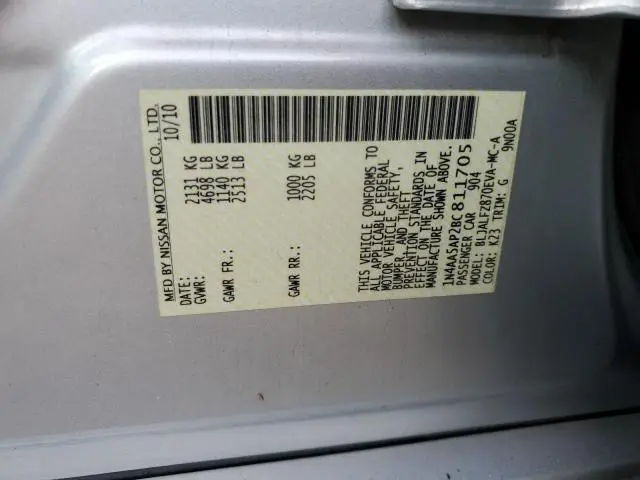 MFD BY NISSAN MOTOR CO., LTD.
DATE: 10/10
GVWR: 2131 KG
4698 LB
GAWR FR: 1140 KG
2513 LB
GAWR RR: 1000 KG
2205 LB
THIS VEHICLE CONFORMS TO
ALL APPLICABLE FEDERAL
MOTOR VEHICLE SAFETY,
BUMPER, AND THEFT
PREVENTION STANDARDS IN
EFFECT ON THE DATE OF
MANUFACTURE SHOWN ABOVE.
1N4AA5AP2BC811705
PASSENGER CAR 904
MODEL: BLJALFZ870EVA-MC-A
COLOR: K23 TRIM: G 9N00A